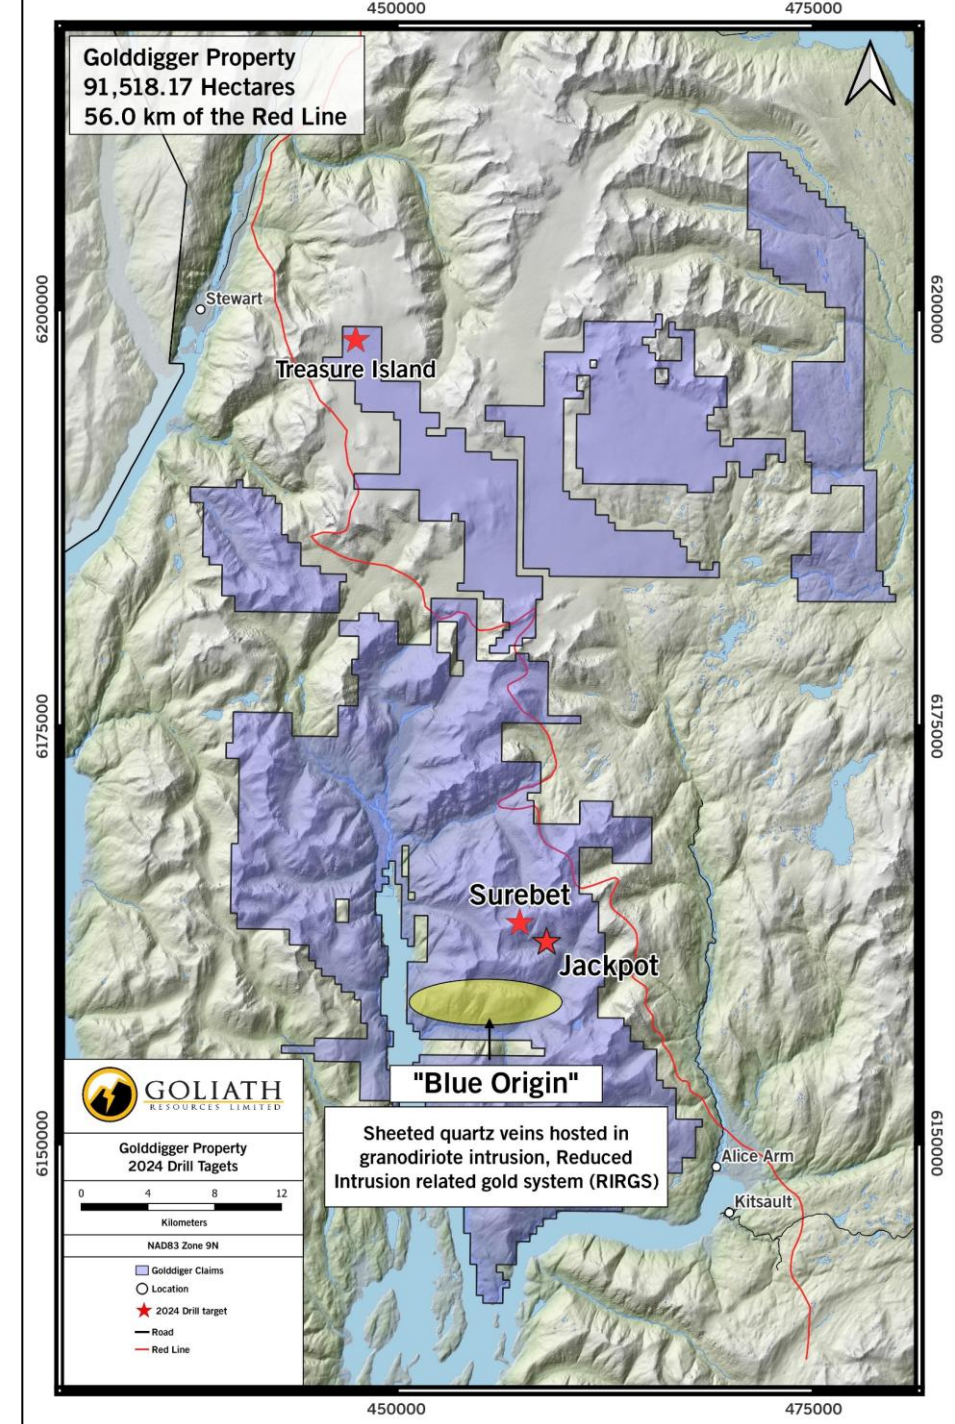 450000
475000
Golddigger Property
91,518.17 Hectares
56.0 km of the Red Line
6200000
6200000
Stewart
Treasure Island
6175000
6175000
Surebet
Jackpot
"Blue Origin"
Sheeted quartz veins hosted in
granodiriote intrusion, Reduced
Intrusion related gold system (RIRGS)
6150000
6150000
Alice Arm
Kitsault
GOLIATH
RESOURCES LIMITED
Golddigger Property
2024 Drill Tagets
0 4 8 12
Kilometers
NAD83 Zone 9N
Golddiger Claims
Location
2024 Drill target
Road
Red Line
450000
475000